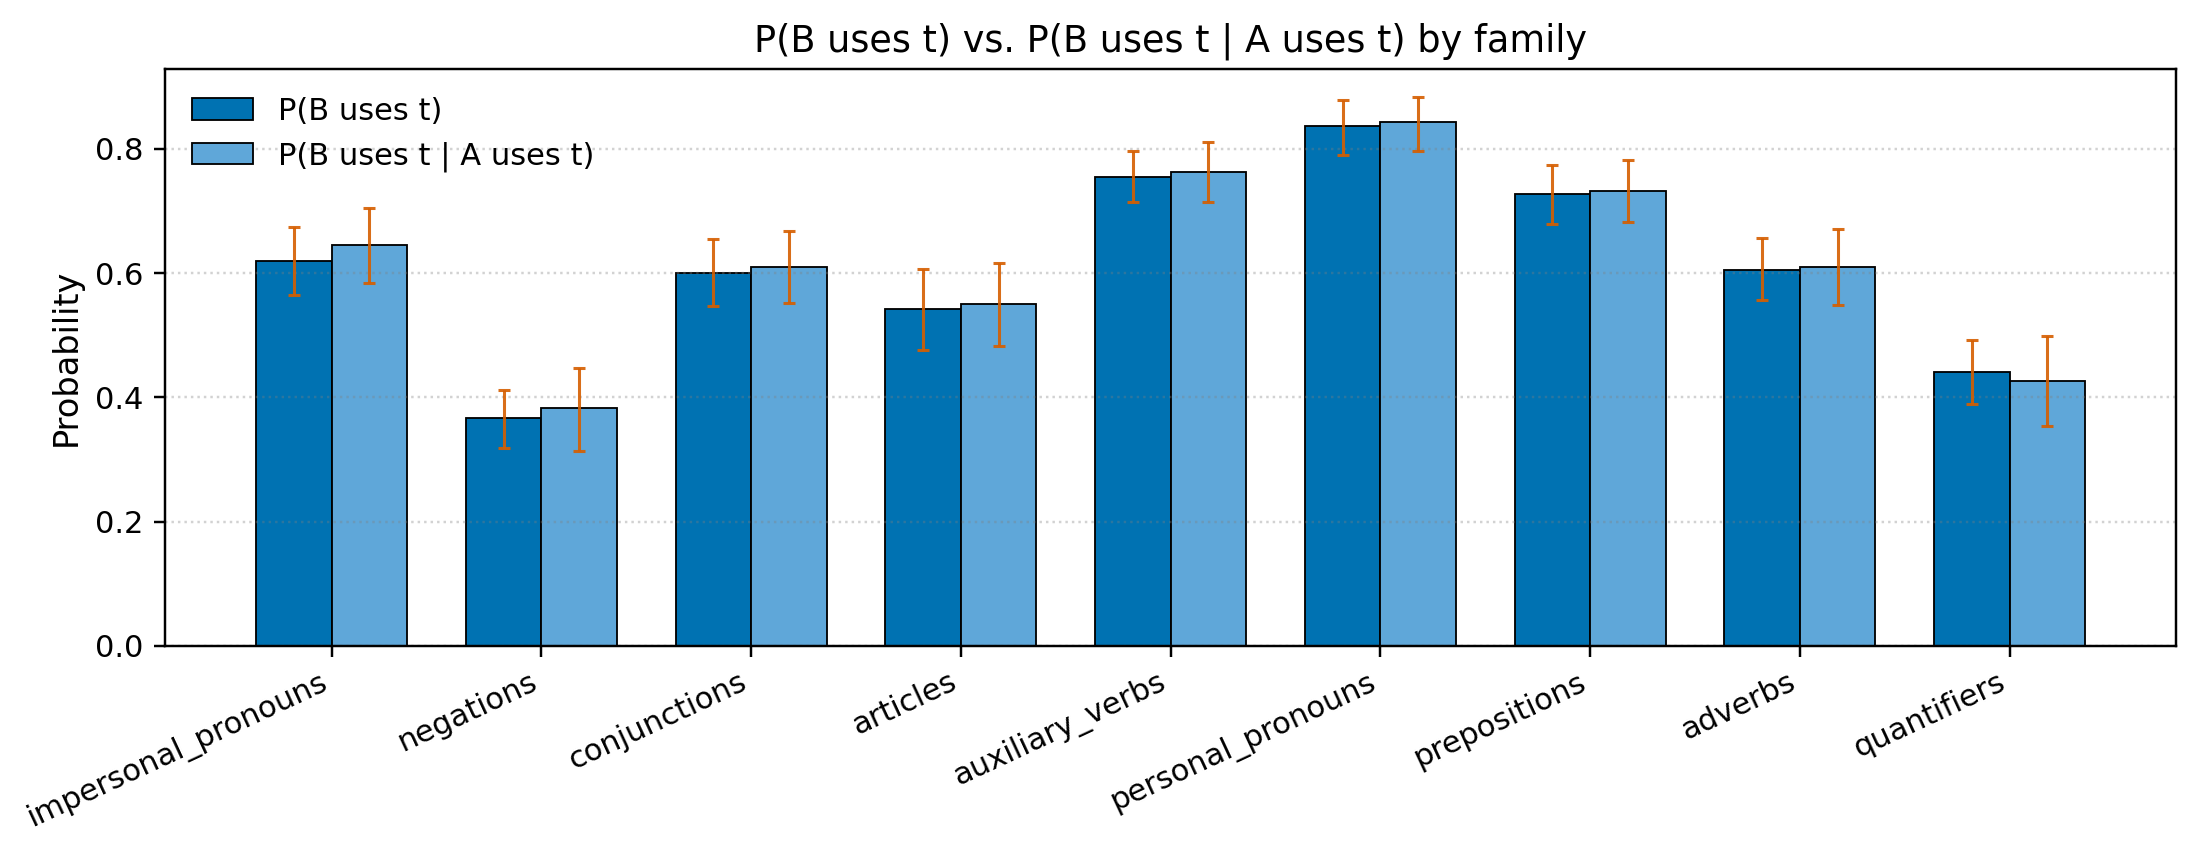 P(B uses t) vs. P(B uses t | A uses t) by family
P(B uses t)
P(B uses t | A uses t)
Probability
0.8
0.6
0.4
0.2
0.0
impersonal_pronouns
negations
conjunctions
articles
auxiliary_verbs
personal_pronouns
prepositions
adverbs
quantifiers